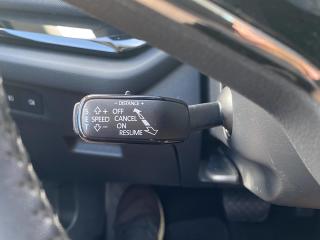 − DISTANCE +
S + OFF
E SPEED CANCEL
T − ON
RESUME